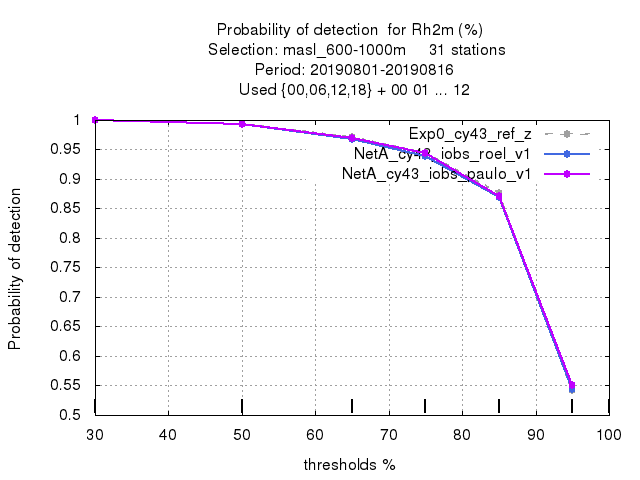 Probability of detection for Rh2m (%)
Selection: masl_600-1000m 31 stations
Period: 20190801-20190816
Used {00,06,12,18} + 00 01 ... 12
Exp0_cy43_ref_z
NetA_cy43_iobs_roel_v1
NetA_cy43_iobs_paulo_v1
Probability of detection
1
0.95
0.9
0.85
0.8
0.75
0.7
0.65
0.6
0.55
0.5
30 40 50 60 70 80 90 100
thresholds %